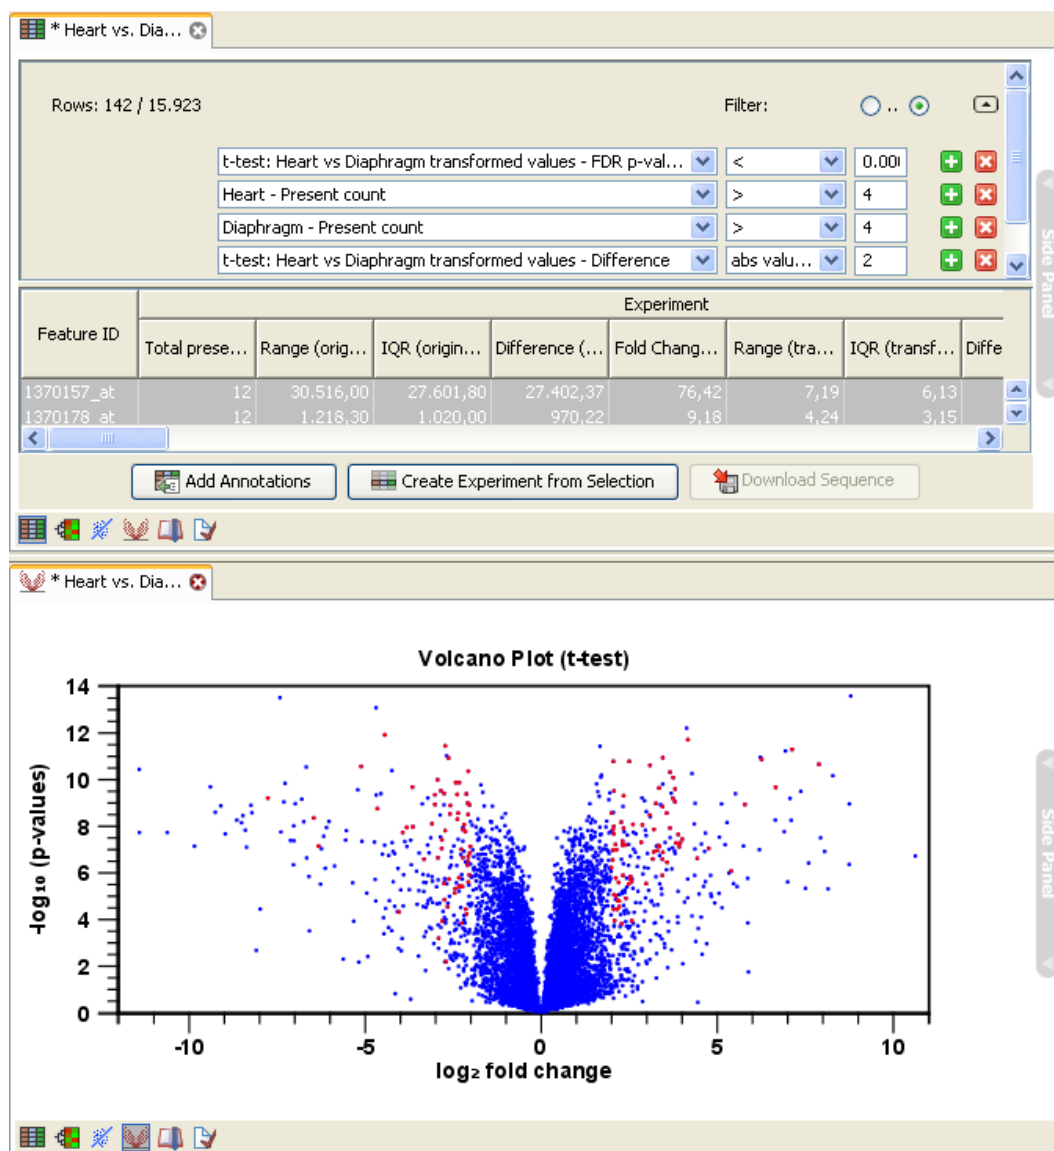 * Heart vs. Dia...
Rows: 142 / 15.923 Filter: ..
t-test: Heart vs Diaphragm transformed values - FDR p-val... <
Heart - Present count > 4
Diaphragm - Present count > 4
t-test: Heart vs Diaphragm transformed values - Difference abs valu... 2
Side Panel
Experiment
Feature ID Total prese... Range (orig... IQR (origin... Difference (... Fold Chang... Range (tra... IQR (transf... Diffe
1370157_at 12 30.516,00 27.601,80 27.402,37 76,42 7,19 6,13
1370178_at 12 1.218,30 1.020,00 970,22 9,18 4,24 3,15
Add Annotations Create Experiment from Selection Download Sequence
* Heart vs. Dia...
Volcano Plot (t-test)
14
12
10
8
6
4
2
0
-log₁₀ (p-values)
-10 -5 0 5 10
log₂ fold change
Side Panel